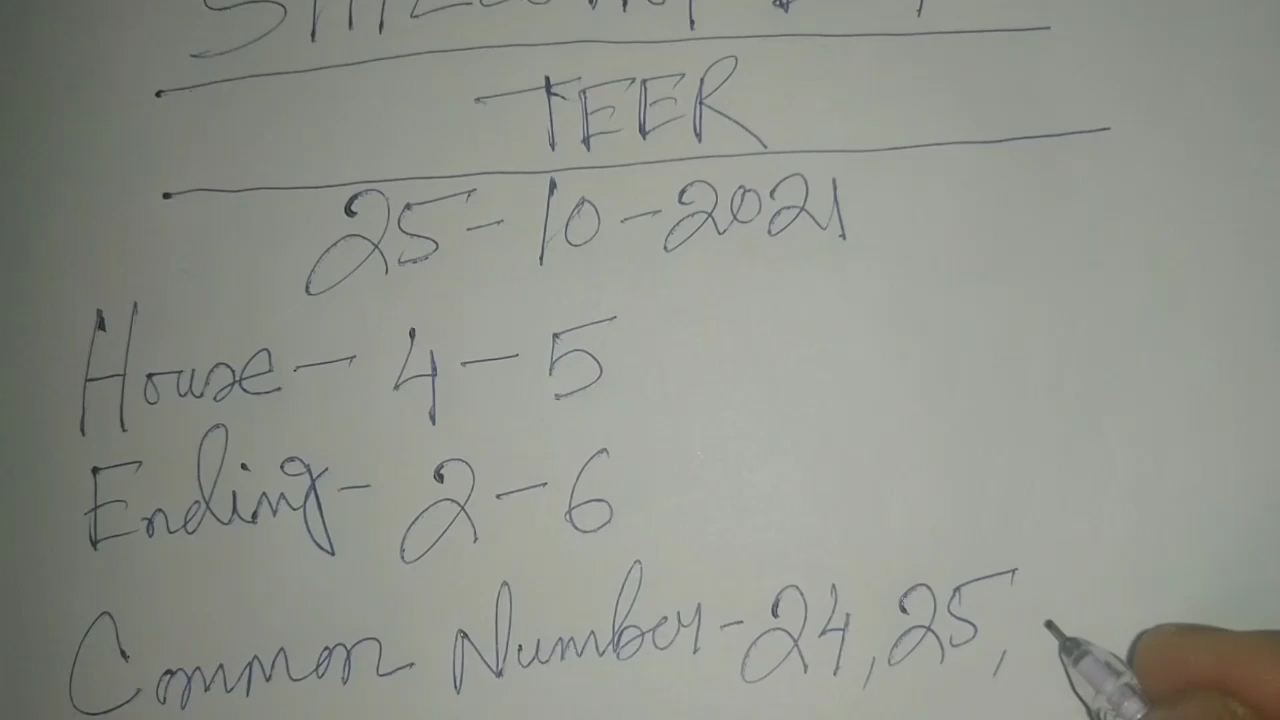 TEER
25-10-2021
House- 4-5
Ending- 2-6
Common Number-24, 25,